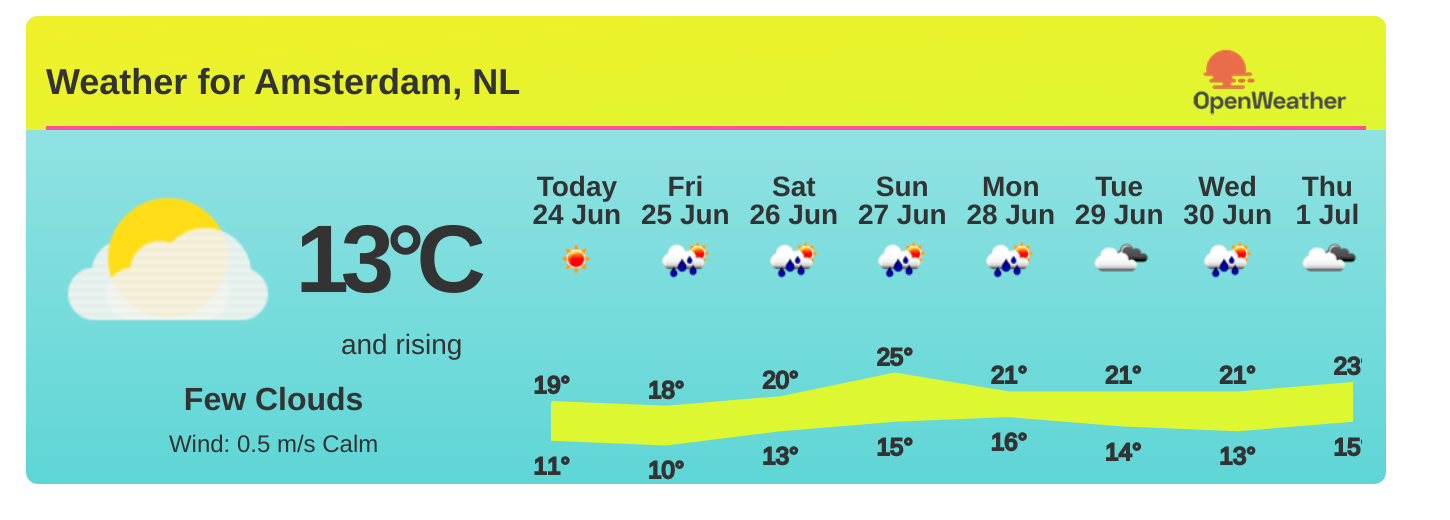 Weather for Amsterdam, NL
OpenWeather
Today Fri Sat Sun Mon Tue Wed Thu
24 Jun 25 Jun 26 Jun 27 Jun 28 Jun 29 Jun 30 Jun 1 Jul
13°C
and rising
Few Clouds
Wind: 0.5 m/s Calm
19° 18° 20° 25° 21° 21° 21° 23°
11° 10° 13° 15° 16° 14° 13° 15°